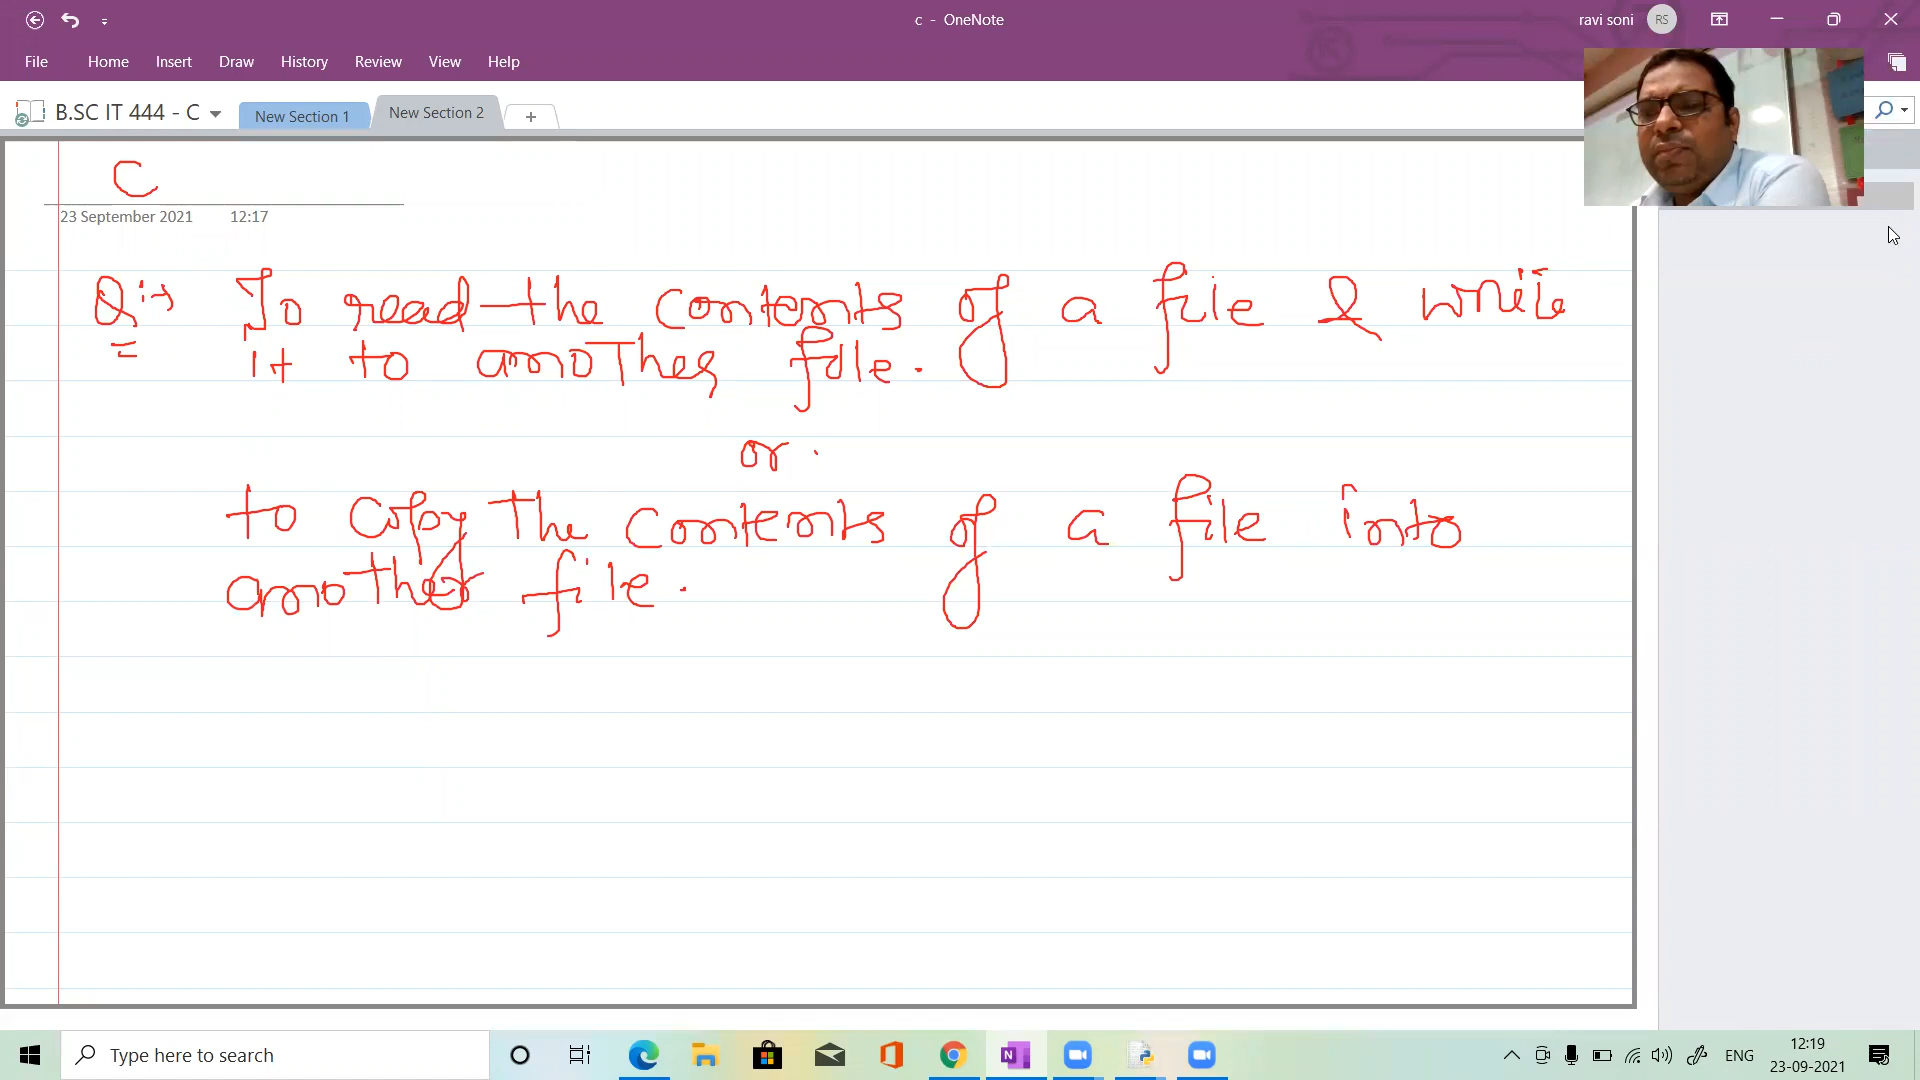 c - OneNote
ravi soni RS
File Home Insert Draw History Review View Help
B.SC IT 444 - C New Section 1 New Section 2 +
C
23 September 2021 12:17
Q:→ To read the contents of a file & write
it to another file.
or.
to copy the contents of a file into
another file.
Type here to search
ENG
12:19
23-09-2021